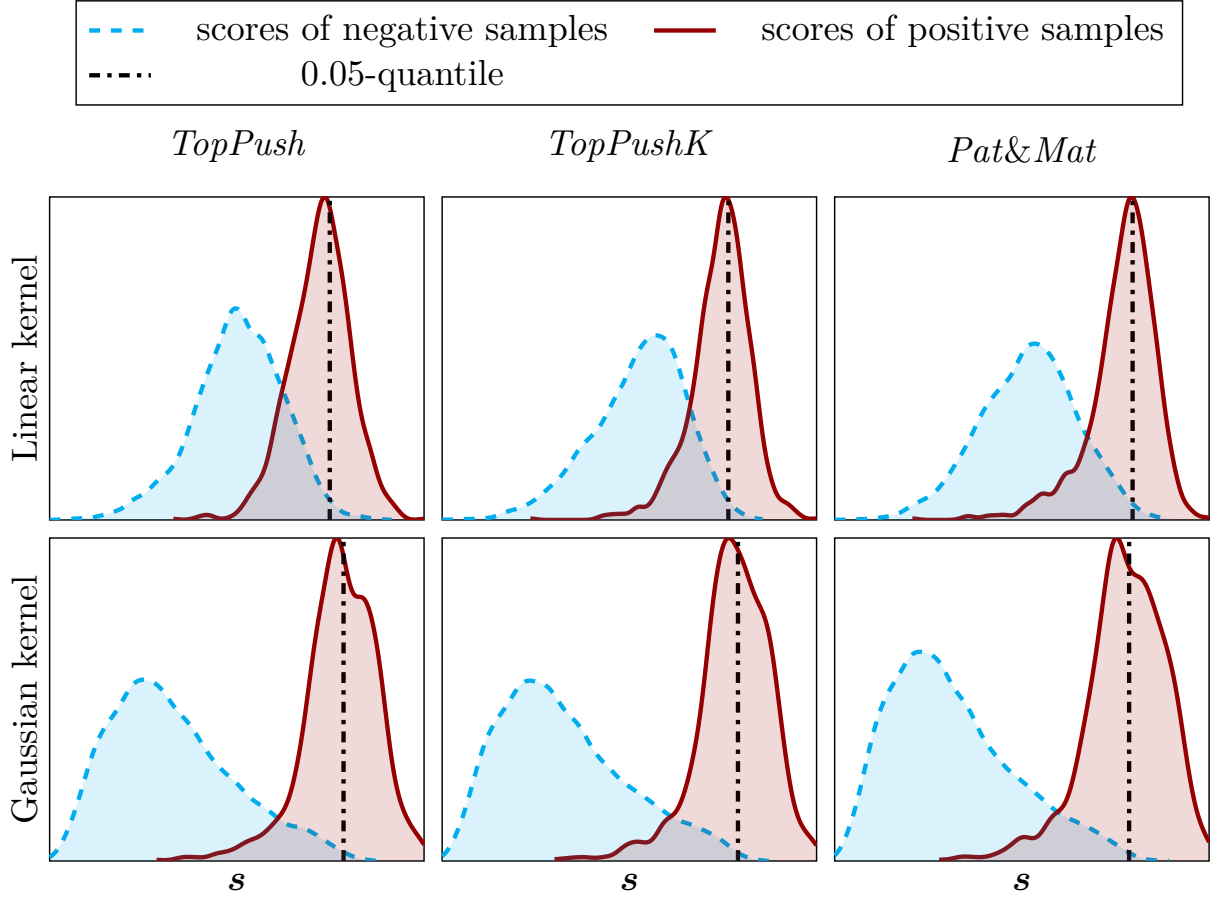 scores of negative samples scores of positive samples
0.05-quantile
TopPush TopPushK Pat&Mat
Linear kernel
Gaussian kernel
s s s